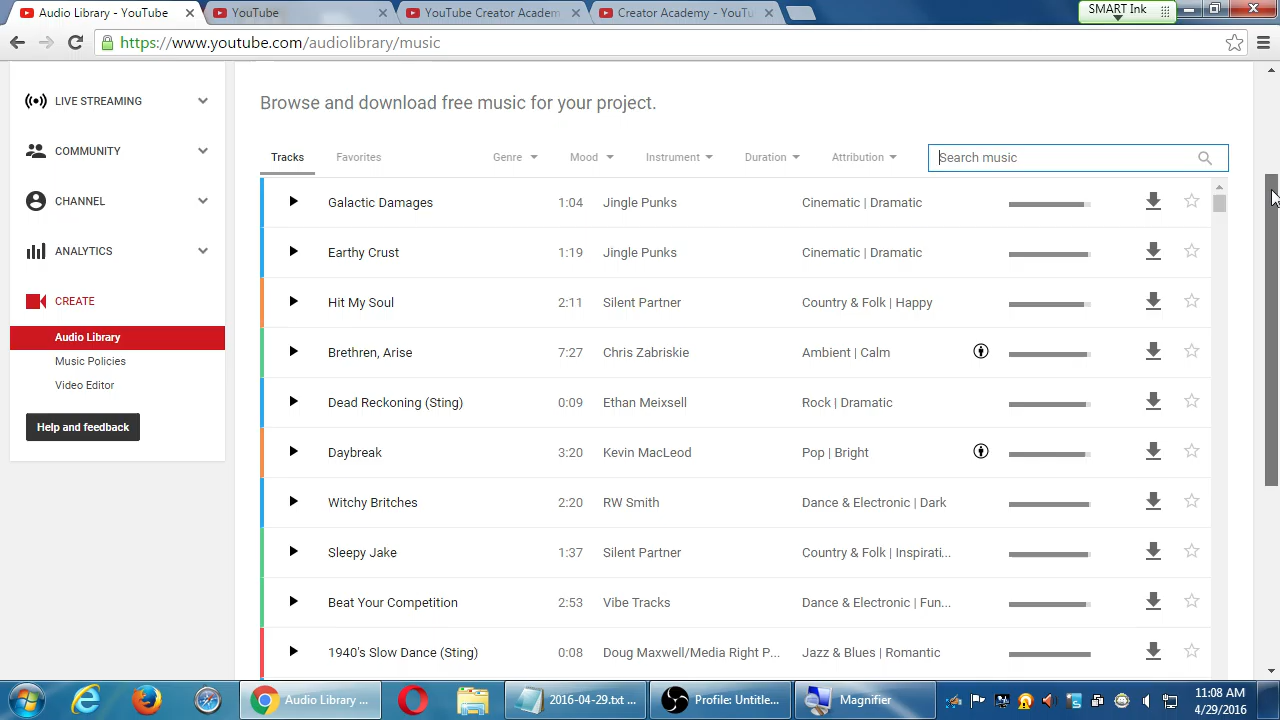 Audio Library - YouTube
YouTube
YouTube Creator Academ
Creator Academy - YouTu
SMART Ink
https://www.youtube.com/audiolibrary/music
LIVE STREAMING
COMMUNITY
CHANNEL
ANALYTICS
CREATE
Audio Library
Music Policies
Video Editor
Help and feedback
Browse and download free music for your project.
Tracks Favorites Genre Mood Instrument Duration Attribution Search music
Galactic Damages 1:04 Jingle Punks Cinematic | Dramatic
Earthy Crust 1:19 Jingle Punks Cinematic | Dramatic
Hit My Soul 2:11 Silent Partner Country & Folk | Happy
Brethren, Arise 7:27 Chris Zabriskie Ambient | Calm
Dead Reckoning (Sting) 0:09 Ethan Meixsell Rock | Dramatic
Daybreak 3:20 Kevin MacLeod Pop | Bright
Witchy Britches 2:20 RW Smith Dance & Electronic | Dark
Sleepy Jake 1:37 Silent Partner Country & Folk | Inspirati...
Beat Your Competition 2:53 Vibe Tracks Dance & Electronic | Fun...
1940's Slow Dance (Sting) 0:08 Doug Maxwell/Media Right P... Jazz & Blues | Romantic
Audio Library ...
2016-04-29.txt ...
Profile: Untitle...
Magnifier
11:08 AM
4/29/2016